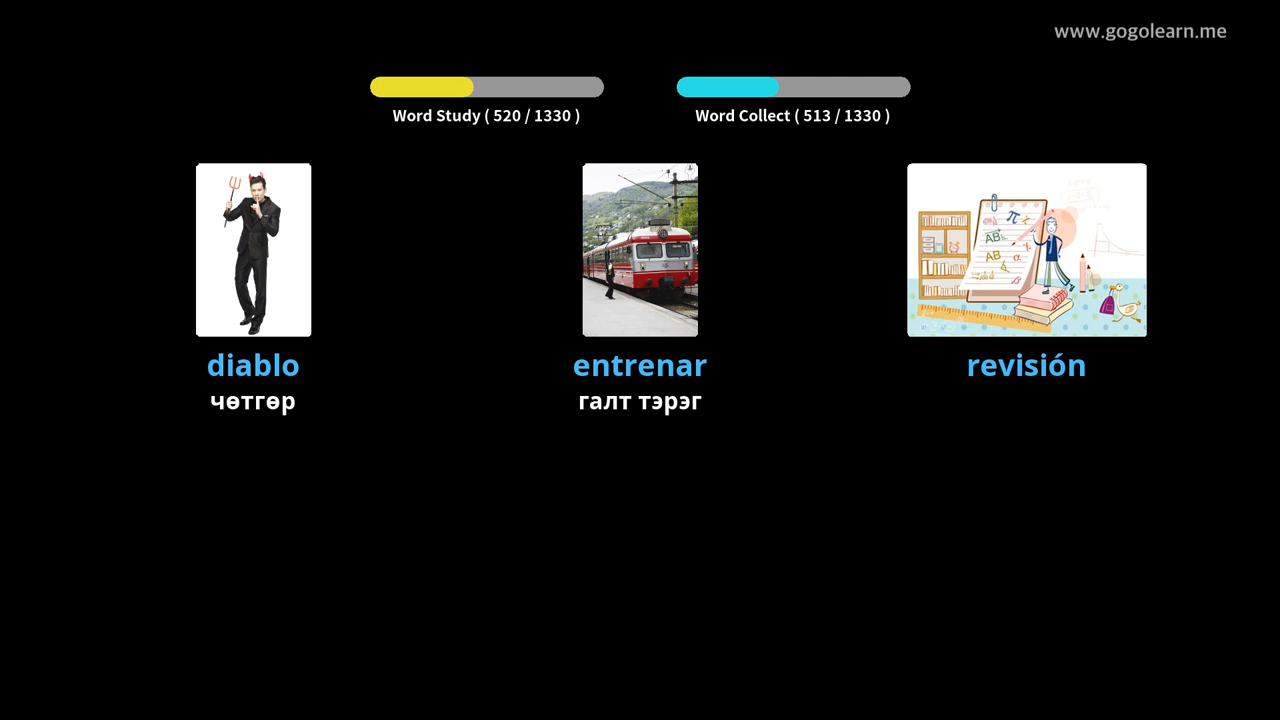 www.gogolearn.me
Word Study ( 520 / 1330 )
Word Collect ( 513 / 1330 )
diablo
чөтгөр
entrenar
галт тэрэг
revisión